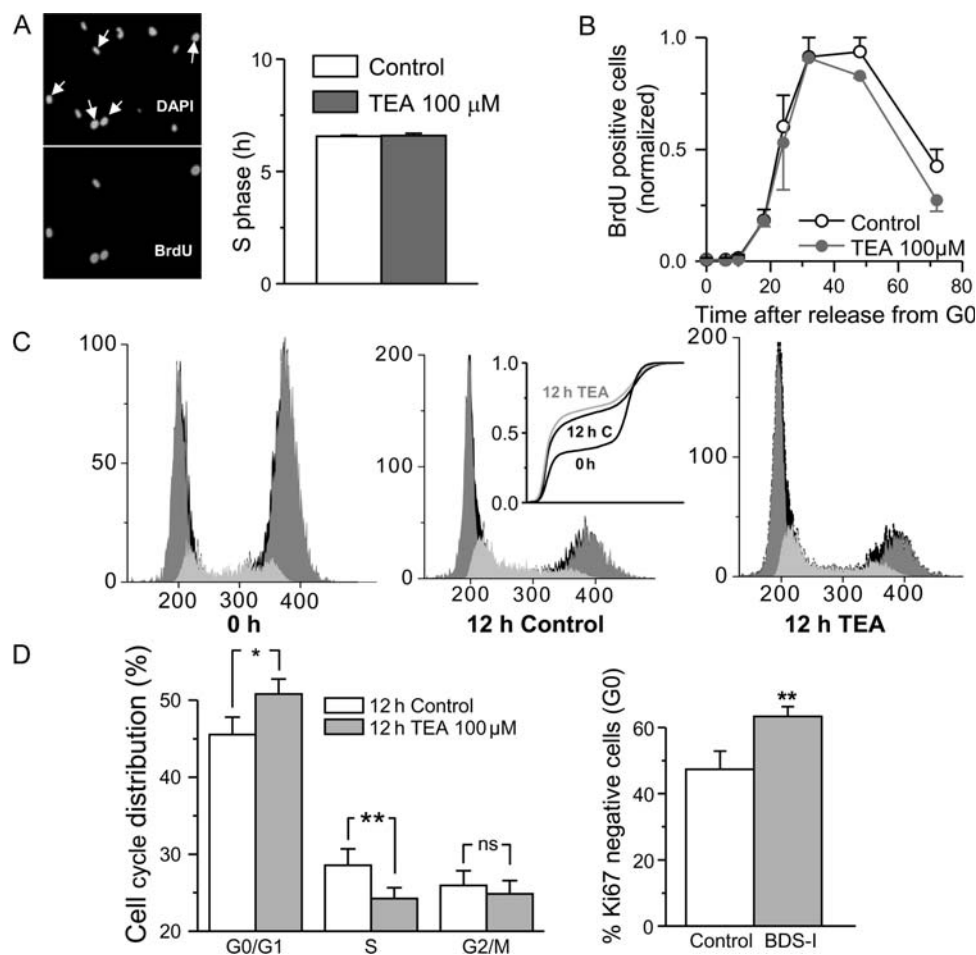 A
DAPI
BrdU
S phase (h)
10
5
0
Control
TEA 100 µM
B
BrdU positive cells
(normalized)
1.0
0.5
0.0
Control
TEA 100µM
0 20 40 60 80
Time after release from G0
C
100
50
0
200 300 400
0 h
200
100
0
200 300 400
12 h Control
1.0
0.5
0.0
12 h TEA
12 h C
0 h
200
100
0
200 300 400
12 h TEA
D
Cell cycle distribution (%)
50
40
30
20
*
**
ns
12 h Control
12 h TEA 100 µM
G0/G1 S G2/M
% Ki67 negative cells (G0)
60
40
20
0
**
Control BDS-I